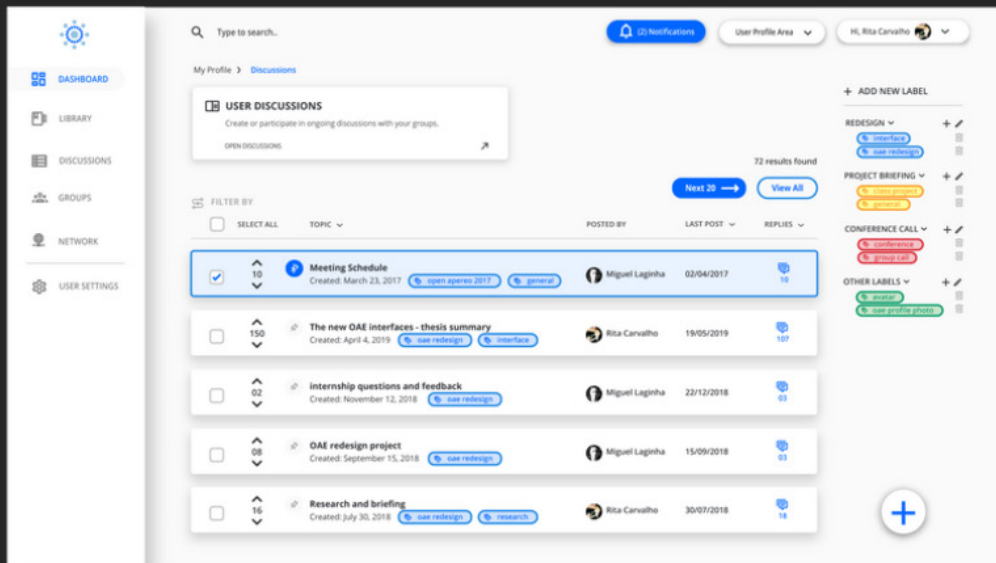 Type to search..
(2) Notifications
User Profile Area
Hi, Rita Carvalho
DASHBOARD
LIBRARY
DISCUSSIONS
GROUPS
NETWORK
USER SETTINGS
My Profile > Discussions
USER DISCUSSIONS
Create or participate in ongoing discussions with your groups.
OPEN DISCUSSIONS
72 results found
Next 20
View All
FILTER BY
SELECT ALL TOPIC POSTED BY LAST POST REPLIES
10
Meeting Schedule
Created: March 23, 2017 open apereo 2017 general
Miguel Laginha
02/04/2017
10
150
The new OAE interfaces - thesis summary
Created: April 4, 2019 oae redesign interface
Rita Carvalho
19/05/2019
107
02
internship questions and feedback
Created: November 12, 2018 oae redesign
Miguel Laginha
22/12/2018
03
08
OAE redesign project
Created: September 15, 2018 oae redesign
Miguel Laginha
15/09/2018
03
16
Research and briefing
Created: July 30, 2018 oae redesign research
Rita Carvalho
30/07/2018
18
+ ADD NEW LABEL
REDESIGN
interface
oae redesign
PROJECT BRIEFING
class project
general
CONFERENCE CALL
conference
group call
OTHER LABELS
avatar
oae profile photo